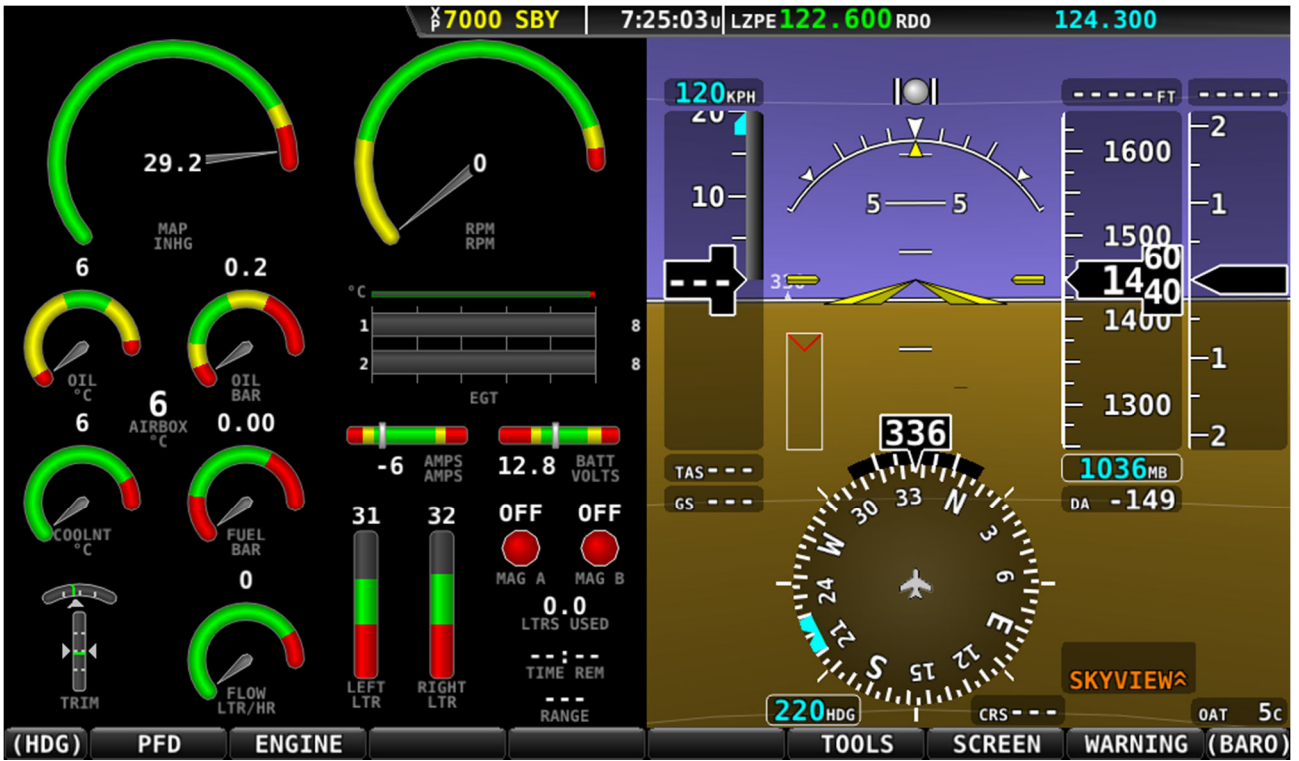 XP 7000 SBY 7:25:03U LZPE 122.600 RDO 124.300
29.2
MAP
INHG
0
RPM
RPM
6
OIL
°C
0.2
OIL
BAR
6
AIRBOX
°C
6
COOLNT
°C
0.00
FUEL
BAR
0
FLOW
LTR/HR
TRIM
°C
1 8
2 8
EGT
-6 AMPS
AMPS
12.8 BATT
VOLTS
31
LEFT
LTR
32
RIGHT
LTR
OFF OFF
MAG A MAG B
0.0
LTRS USED
--:--
TIME REM
---
RANGE
120KPH
20
10
---
TAS---
GS ---
5 5
336
33 N 3 6 E 12 15 S 21 24 W 30
220HDG
CRS---
-----FT -----
1600
1500
14 60
40
1400
1300
2
1
1
2
1036MB
DA -149
SKYVIEW
OAT 5C
(HDG) PFD ENGINE TOOLS SCREEN WARNING (BARO)